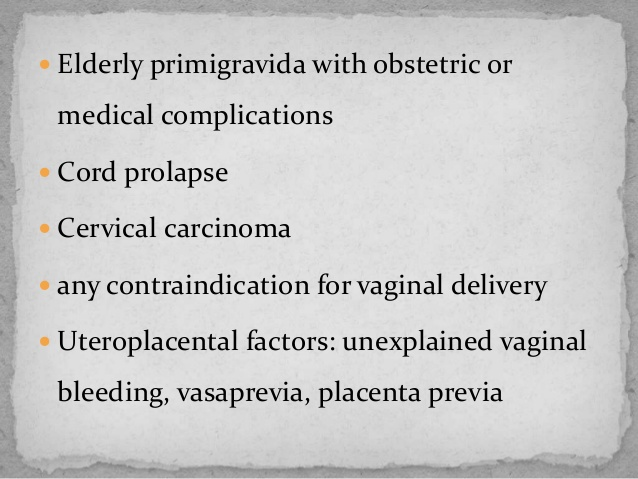 • Elderly primigravida with obstetric or
medical complications
• Cord prolapse
• Cervical carcinoma
• any contraindication for vaginal delivery
• Uteroplacental factors: unexplained vaginal
bleeding, vasaprevia, placenta previa